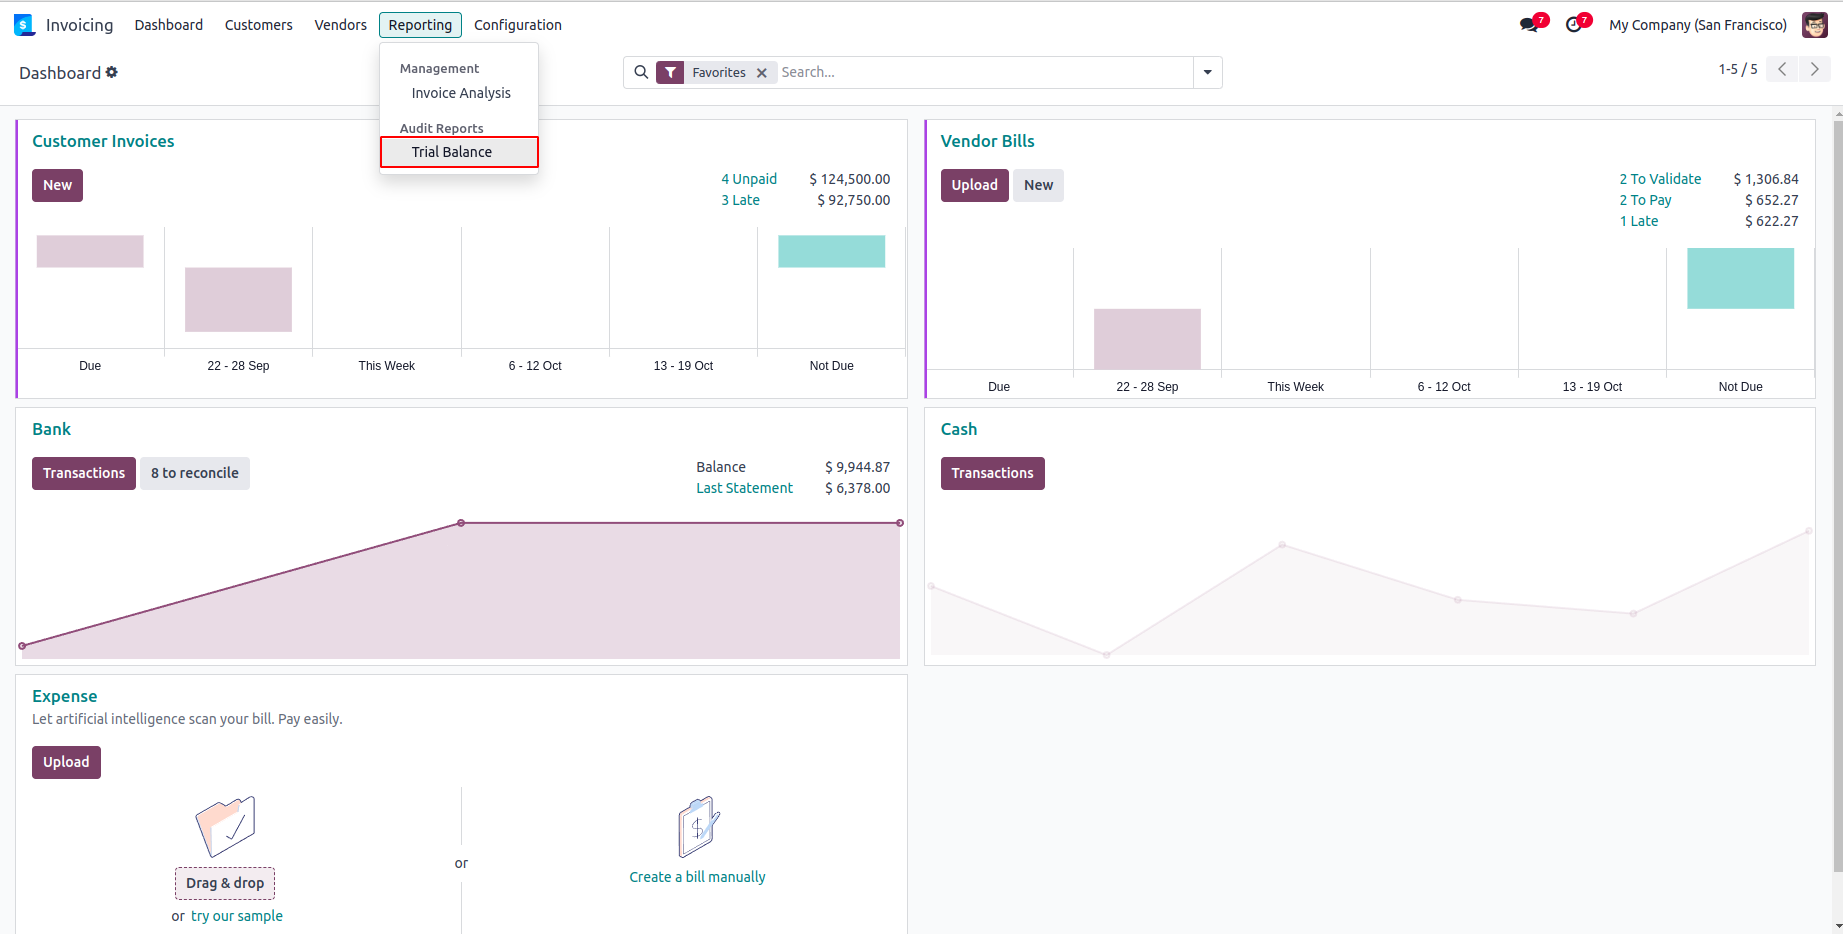 Invoicing Dashboard Customers Vendors Reporting Configuration 7 7 My Company (San Francisco)
Dashboard Favorites Search... 1-5 / 5
Management
Invoice Analysis
Audit Reports
Trial Balance
Customer Invoices
New
4 Unpaid $ 124,500.00
3 Late $ 92,750.00
Due 22 - 28 Sep This Week 6 - 12 Oct 13 - 19 Oct Not Due
Vendor Bills
Upload New
2 To Validate $ 1,306.84
2 To Pay $ 652.27
1 Late $ 622.27
Due 22 - 28 Sep This Week 6 - 12 Oct 13 - 19 Oct Not Due
Bank
Transactions 8 to reconcile
Balance $ 9,944.87
Last Statement $ 6,378.00
Cash
Transactions
Expense
Let artificial intelligence scan your bill. Pay easily.
Upload
Drag & drop
or try our sample
or
$
Create a bill manually